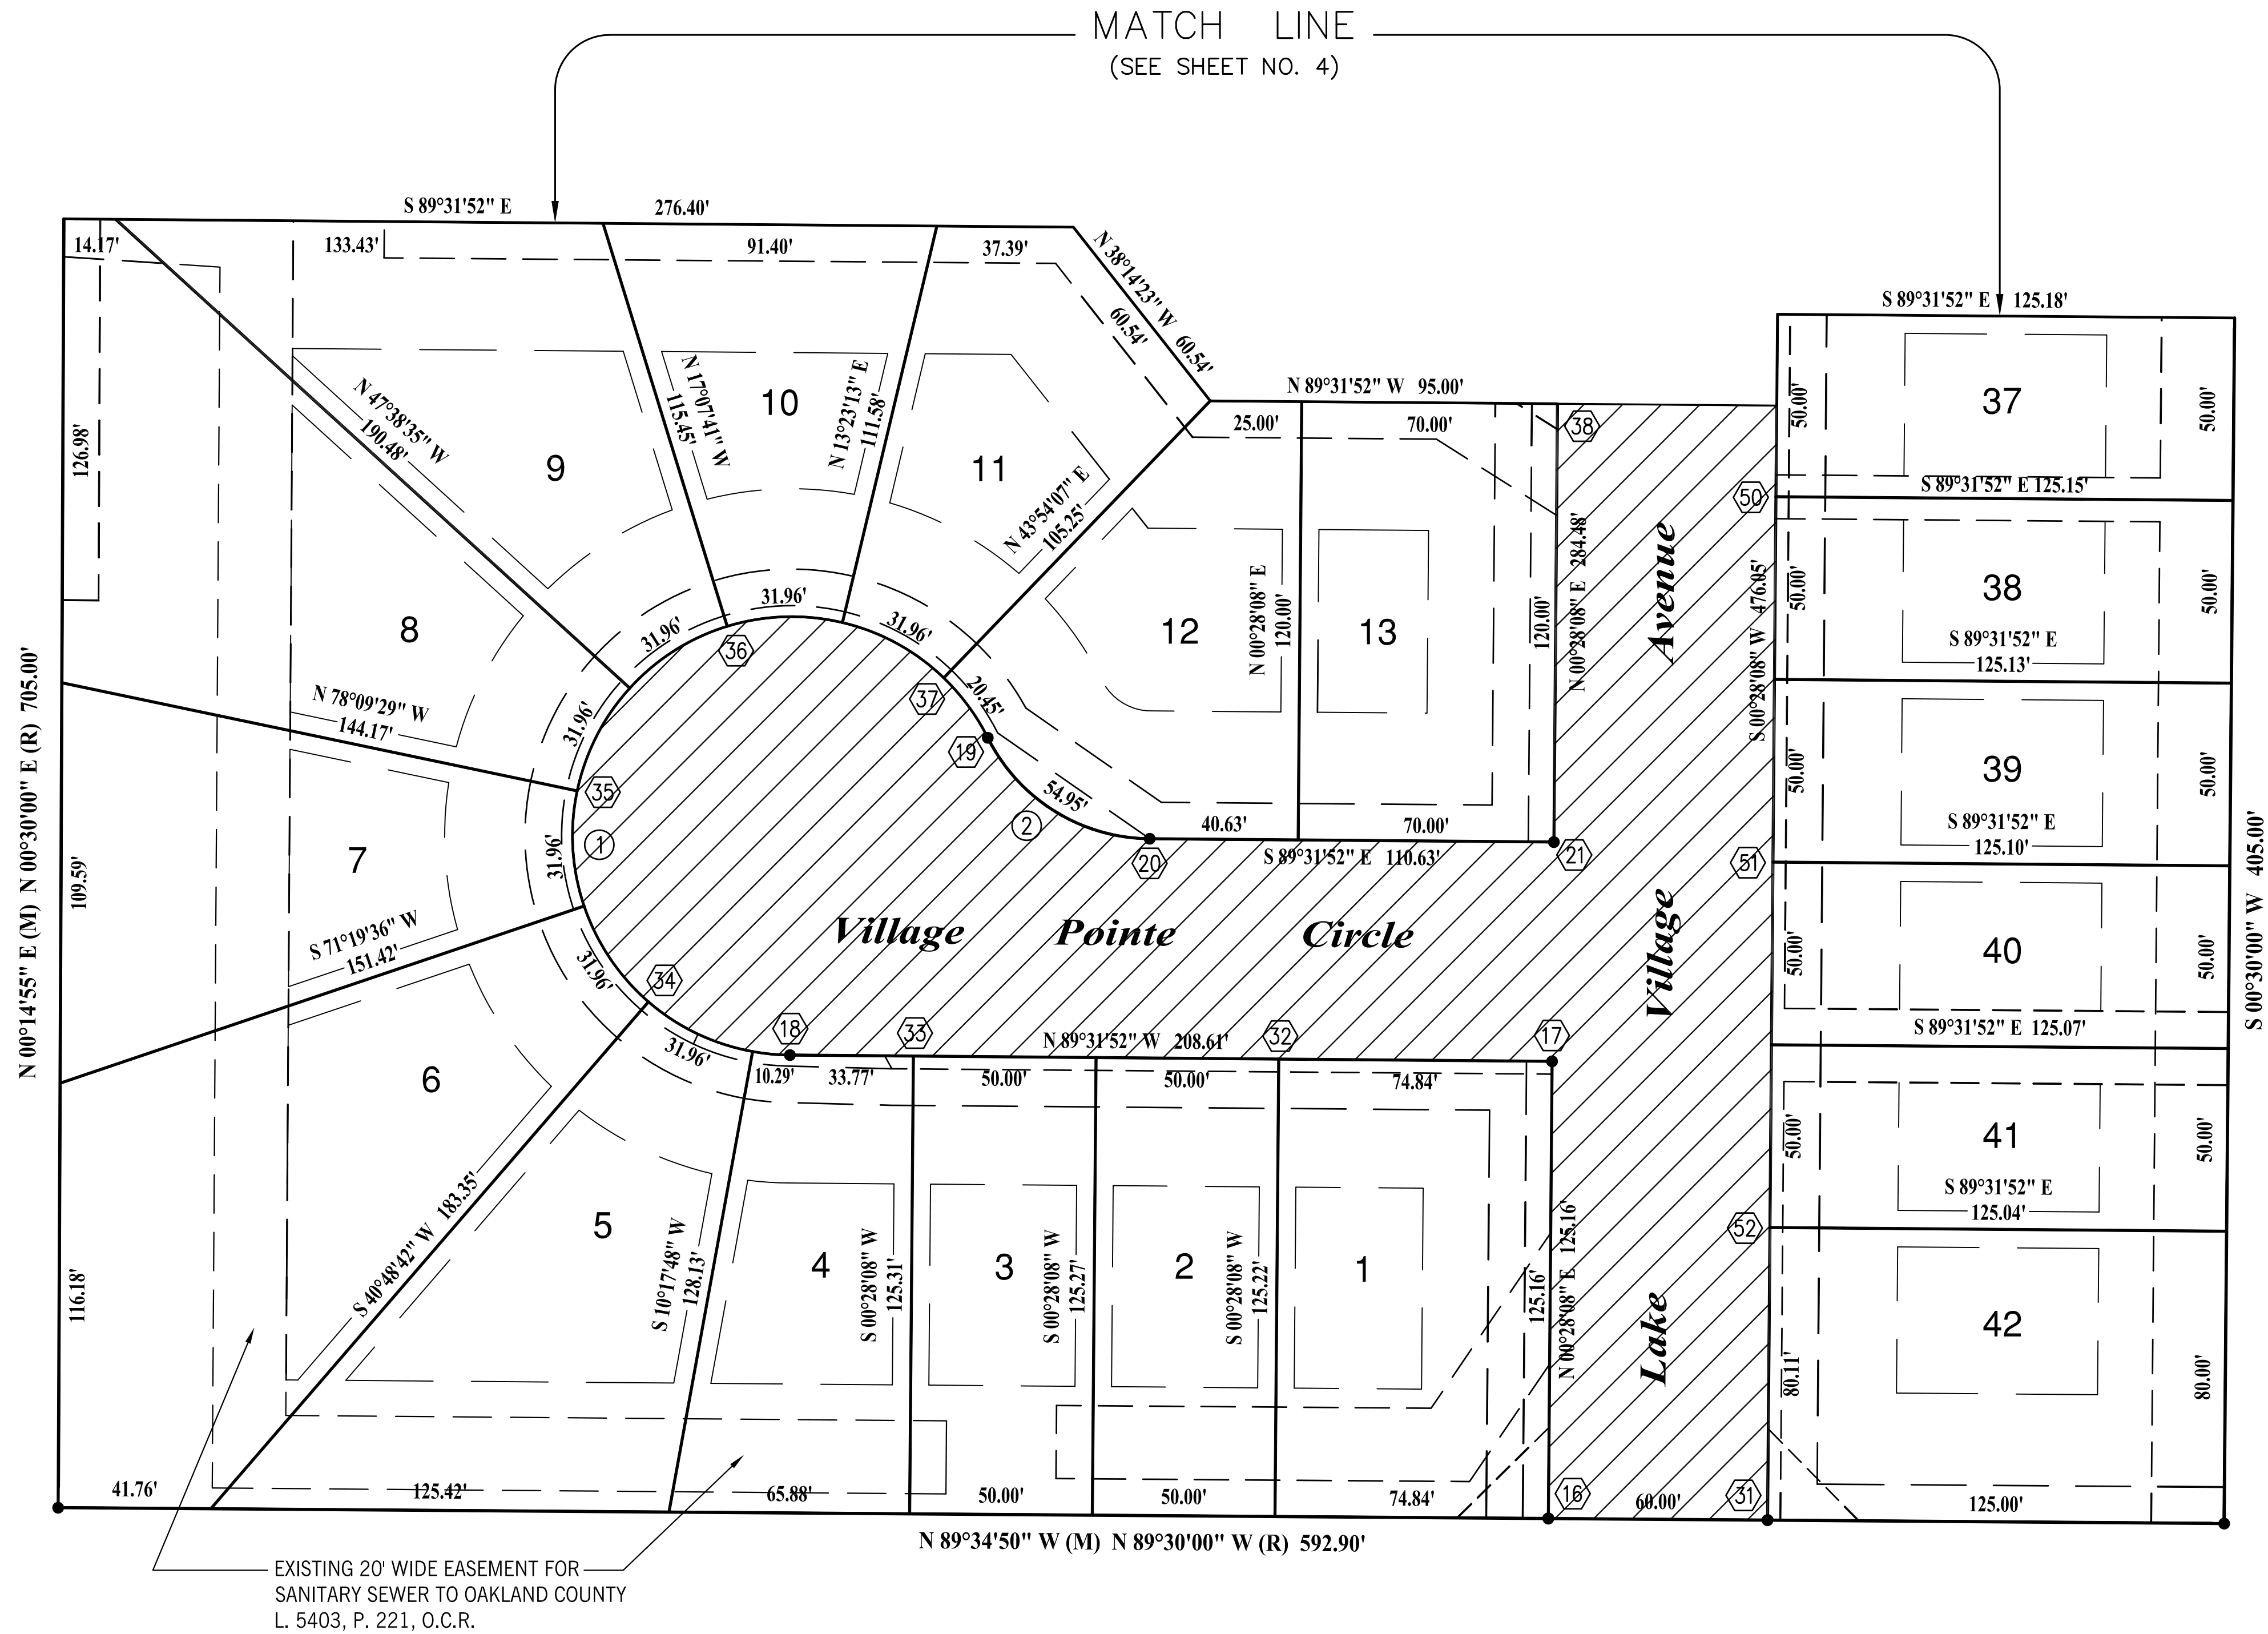 MATCH LINE
(SEE SHEET NO. 4)
S 89°31'52" E 276.40'
14.17'
133.43'
91.40'
37.39'
N 38°14'23" W 60.54'
60.54'
S 89°31'52" E 125.18'
N 89°31'52" W 95.00'
25.00'
70.00'
38
37
50.00'
50.00'
S 89°31'52" E 125.15'
50
126.98'
N 47°38'35" W
190.48'
9
N 17°07'41" W
115.45'
10
N 13°23'13" E
111.58'
11
N 43°54'07" E
105.25'
8
31.96'
31.96'
31.96'
31.96'
36
37
20.45'
19
12
N 00°28'08" E
120.00'
13
120.00'
N 00°28'08" E 284.48'
Avenue
S 00°28'08" W 476.05'
50.00'
38
50.00'
S 89°31'52" E
125.13'
N 00°14'55" E (M) N 00°30'00" E (R) 705.00'
N 78°09'29" W
144.17'
35
1
31.96'
54.95'
2
20
40.63'
70.00'
S 89°31'52" E 110.63'
21
50.00'
39
50.00'
S 89°31'52" E
125.10'
51
109.59'
7
S 71°19'36" W
151.42'
31.96'
34
Village Pointe Circle
Village
50.00'
40
50.00'
S 89°31'52" E 125.07'
S 00°30'00" W 405.00'
6
31.96'
18
33
N 89°31'52" W 208.61'
32
17
10.29'
33.77'
50.00'
50.00'
74.84'
50.00'
41
50.00'
S 89°31'52" E
125.04'
52
116.18'
S 40°48'42" W 183.35'
5
S 10°17'48" W
128.13'
4
S 00°28'08" W
125.31'
3
S 00°28'08" W
125.27'
2
S 00°28'08" W
125.22'
1
125.16'
N 00°28'08" E 125.16'
Lake
80.11'
42
80.00'
41.76'
125.42'
65.88'
50.00'
50.00'
74.84'
16
60.00'
31
125.00'
N 89°34'50" W (M) N 89°30'00" W (R) 592.90'
EXISTING 20' WIDE EASEMENT FOR
SANITARY SEWER TO OAKLAND COUNTY
L. 5403, P. 221, O.C.R.